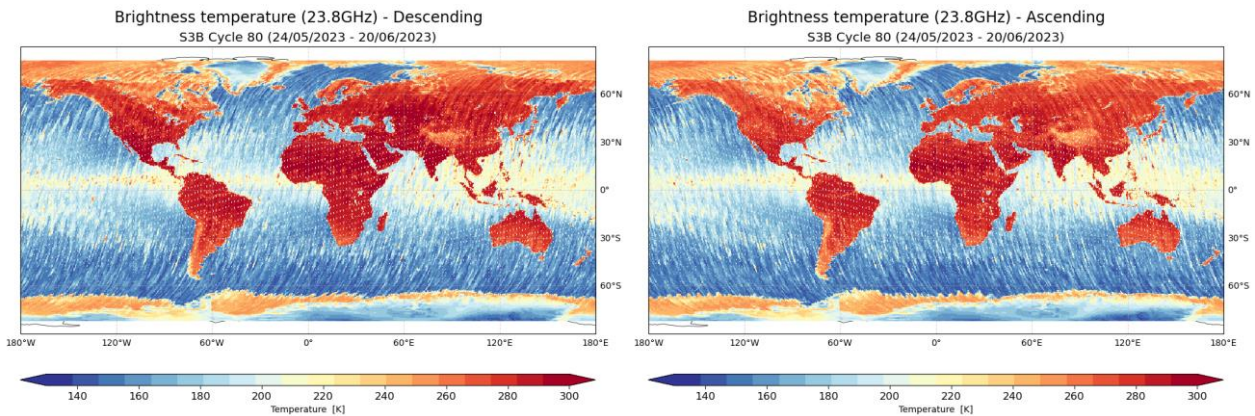 Brightness temperature (23.8GHz) - Descending
S3B Cycle 80 (24/05/2023 - 20/06/2023)
60°N
30°N
0°
30°S
60°S
180°W 120°W 60°W 0° 60°E 120°E 180°E
140 160 180 200 220 240 260 280 300
Temperature [K]
Brightness temperature (23.8GHz) - Ascending
S3B Cycle 80 (24/05/2023 - 20/06/2023)
60°N
30°N
0°
30°S
60°S
180°W 120°W 60°W 0° 60°E 120°E 180°E
140 160 180 200 220 240 260 280 300
Temperature [K]